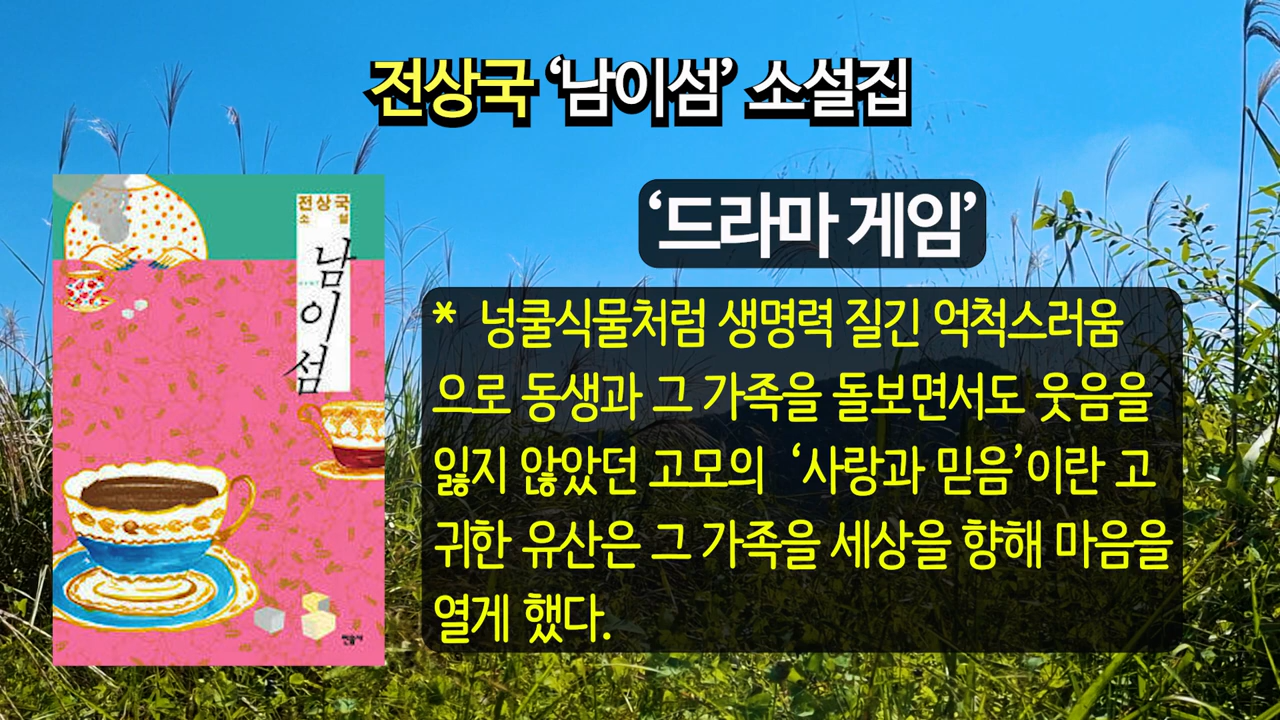 전상국 ‘남이섬’ 소설집
전상국
소 설
남이섬
‘드라마 게임’
* 넝쿨식물처럼 생명력 질긴 억척스러움
으로 동생과 그 가족을 돌보면서도 웃음을
잃지 않았던 고모의 ‘사랑과 믿음’이란 고
귀한 유산은 그 가족을 세상을 향해 마음을
열게 했다.
민음사